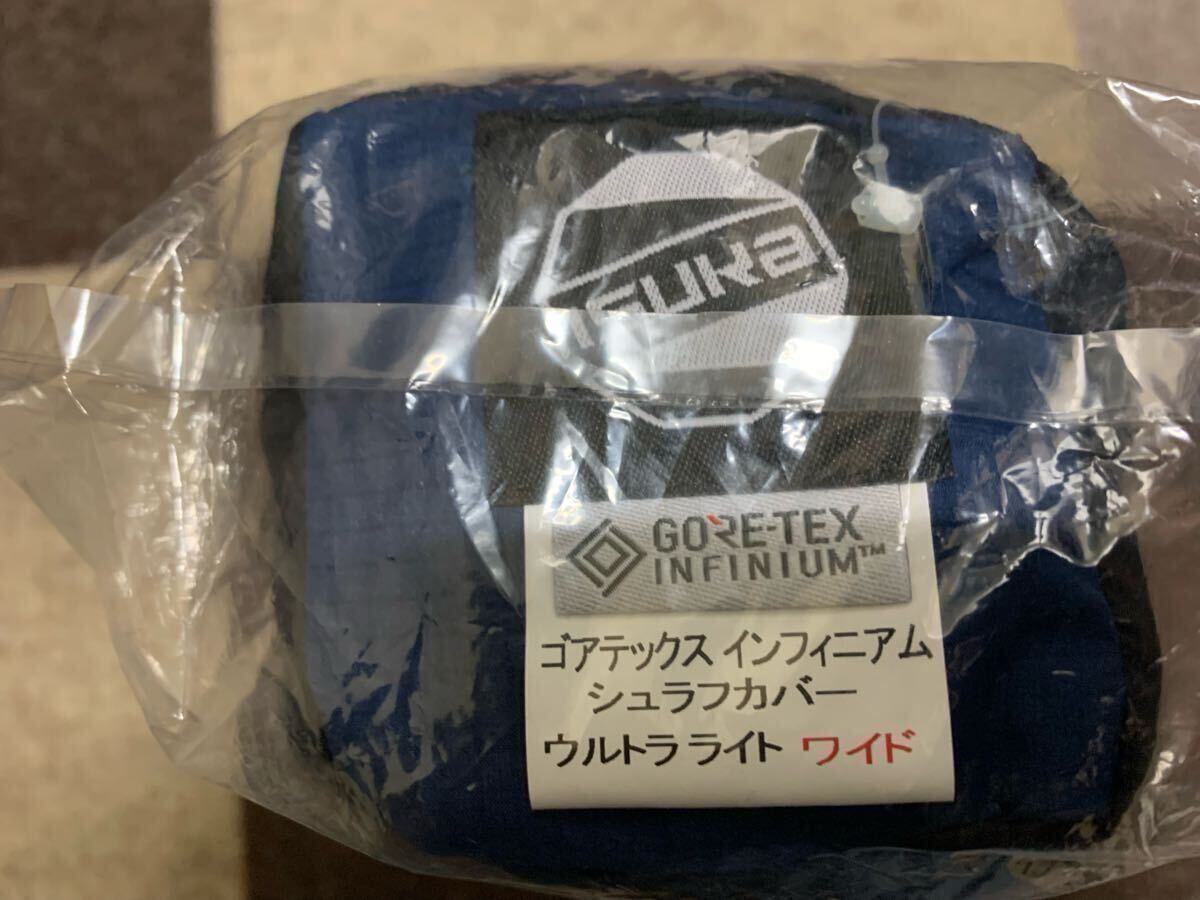 ISUKa
GORE-TEX
INFINIUM™
ゴアテックス インフィニアム
シュラフカバー
ウルトラライト ワイド